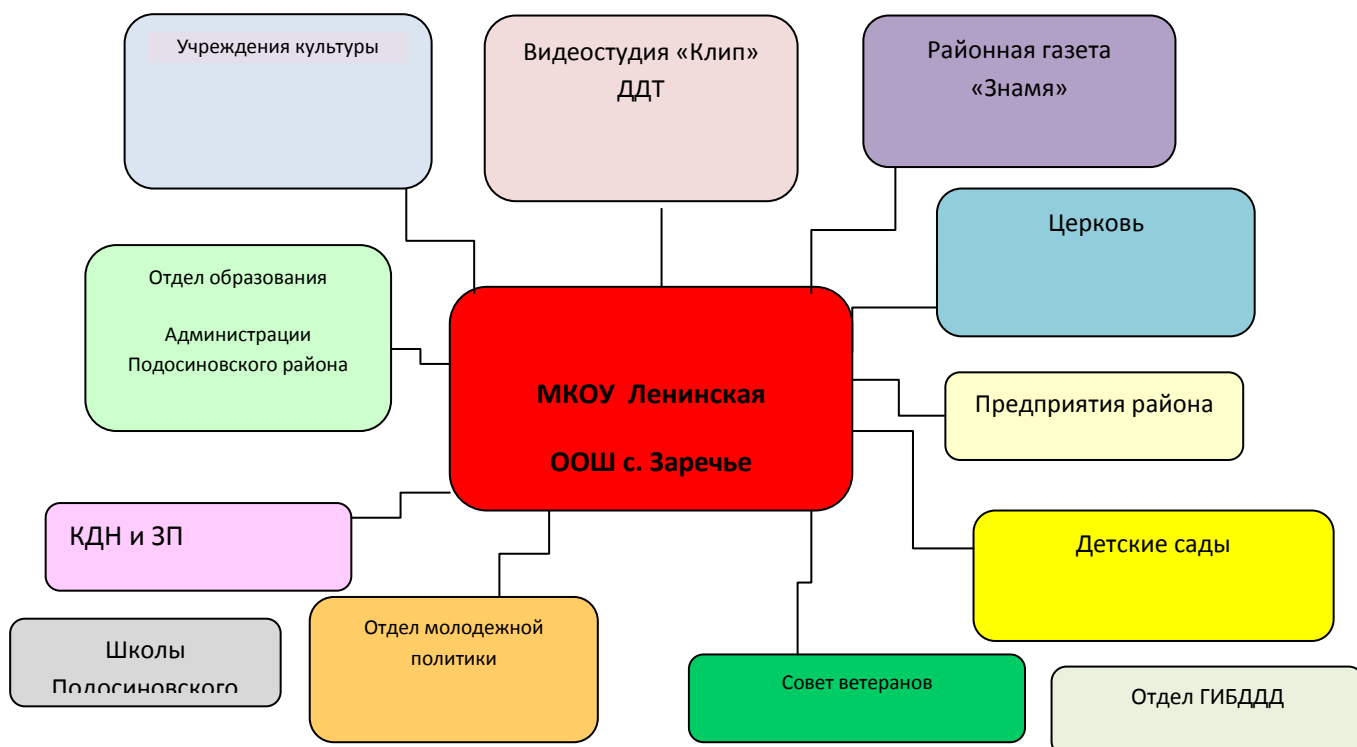 Учреждения культуры
Видеостудия «Клип»
ДДТ
Районная газета
«Знамя»
Церковь
Отдел образования
Администрации
Подосиновского района
МКОУ Ленинская
ООШ с. Заречье
Предприятия района
КДН и ЗП
Детские сады
Школы
Подосиновского
Отдел молодежной
политики
Совет ветеранов
Отдел ГИБДДД